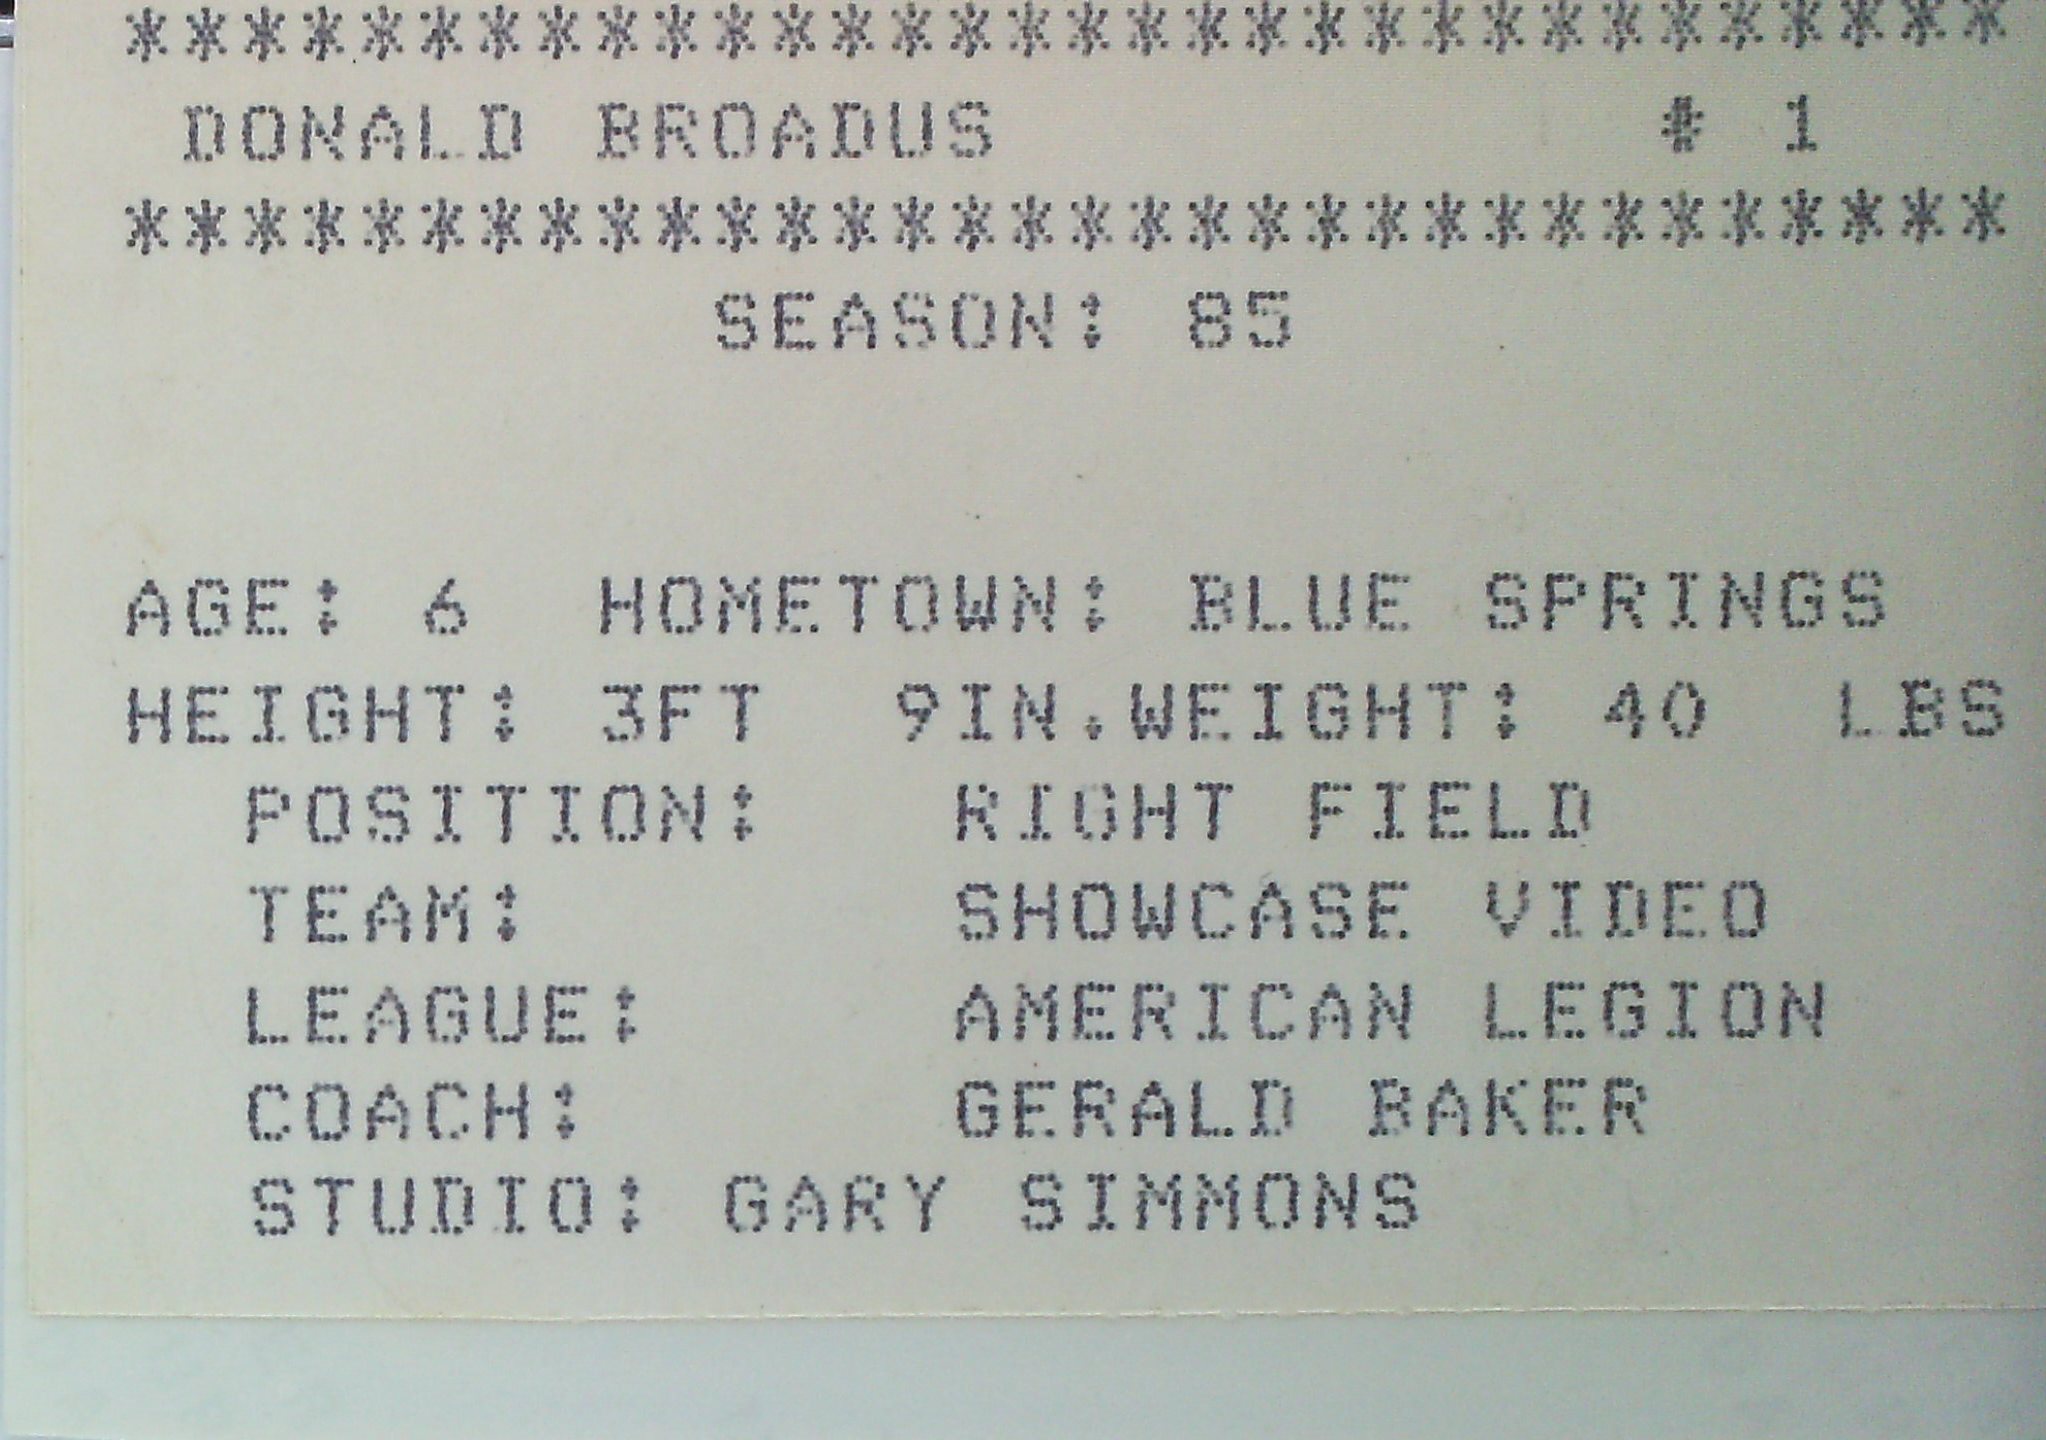 ********************************
DONALD BROADUS # 1
********************************
SEASON: 85
AGE: 6 HOMETOWN: BLUE SPRINGS
HEIGHT: 3FT 9IN.WEIGHT: 40 LBS
POSITION: RIGHT FIELD
TEAM: SHOWCASE VIDEO
LEAGUE: AMERICAN LEGION
COACH: GERALD BAKER
STUDIO: GARY SIMMONS